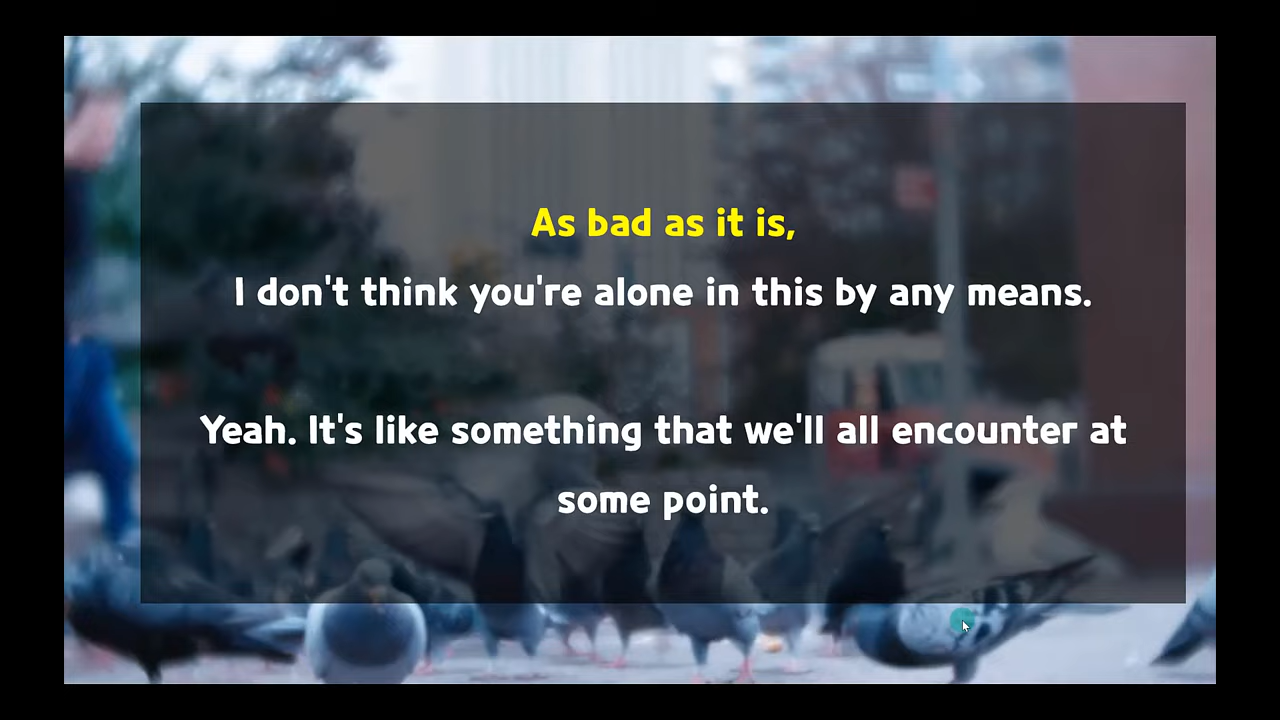 As bad as it is,
I don't think you're alone in this by any means.
Yeah. It's like something that we'll all encounter at
some point.